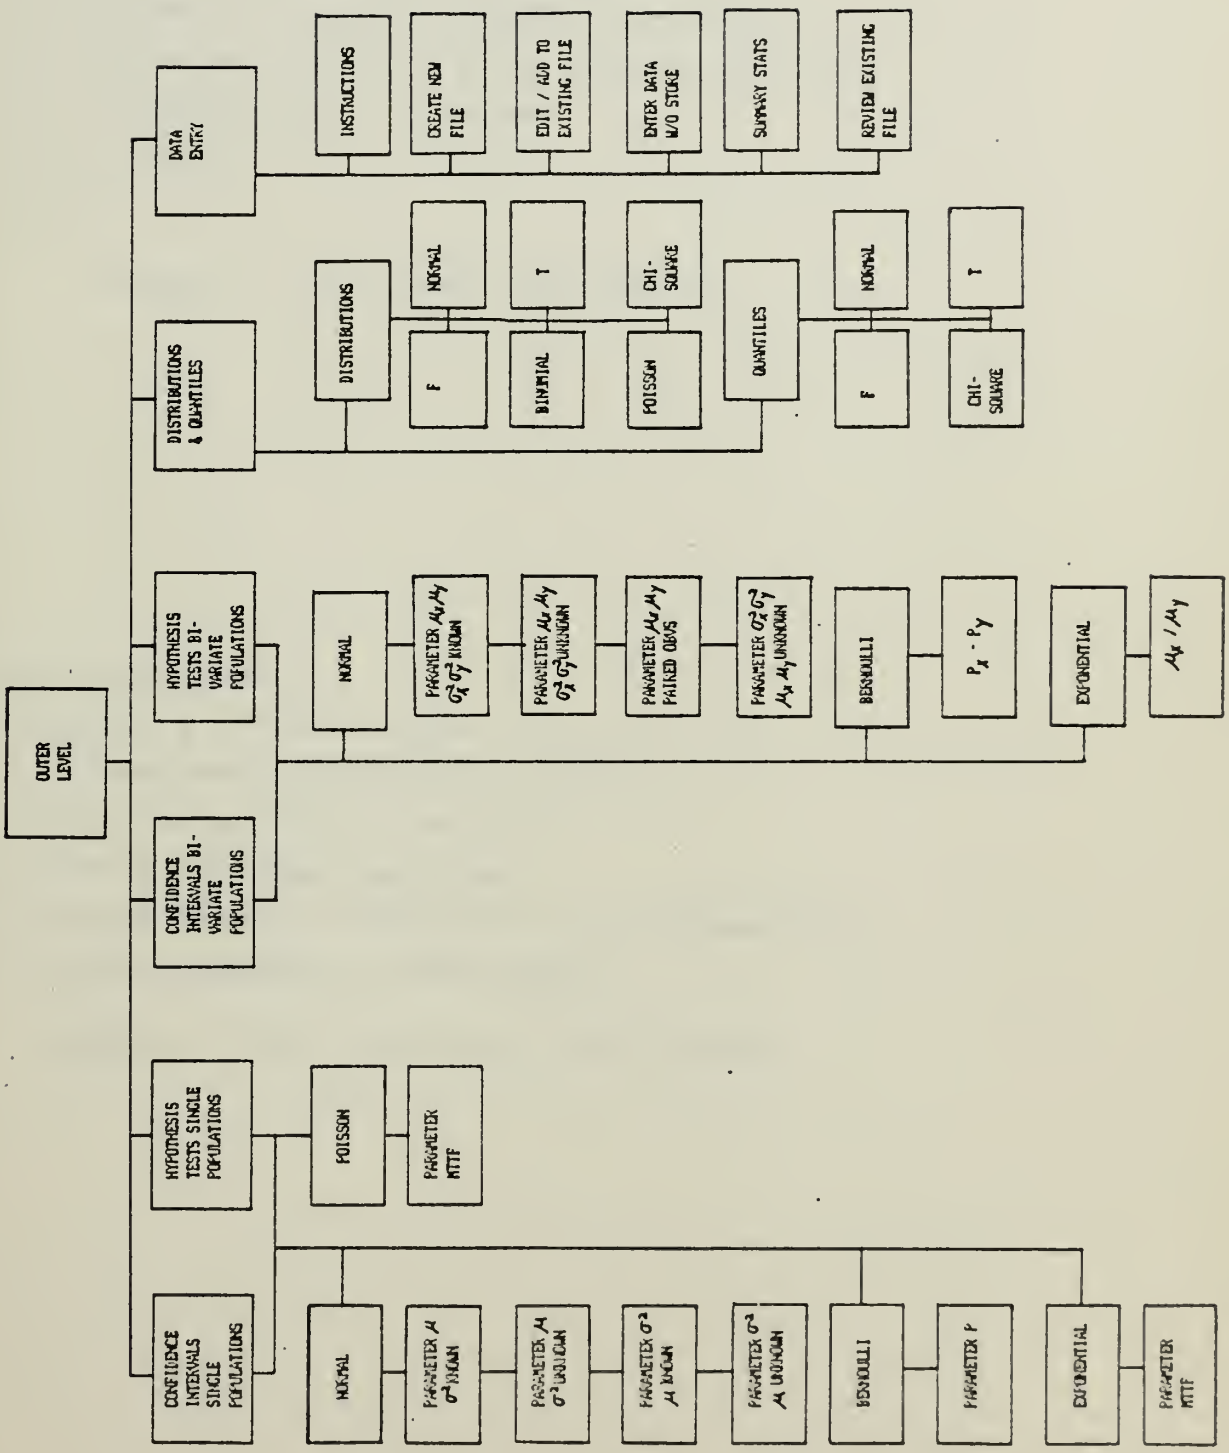 OUTER
LEVEL
CONFIDENCE
INTERVALS
SINGLE
POPULATIONS
HYPOTHESIS
TESTS SINGLE
POPULATIONS
CONFIDENCE
INTERVALS BI-
VARIATE
POPULATIONS
HYPOTHESIS
TESTS BI-
VARIATE
POPULATIONS
DISTRIBUTIONS
& QUANTILES
DATA
ENTRY
NORMAL
PARAMETER μ
σ² KNOWN
PARAMETER μ
σ² UNKNOWN
PARAMETER σ²
μ KNOWN
PARAMETER σ²
μ UNKNOWN
BERNOULLI
PARAMETER P
EXPONENTIAL
PARAMETER
MTTF
POISSON
PARAMETER
MTTF
NORMAL
PARAMETER μₓ μy
σₓ² σy² KNOWN
PARAMETER μₓ μy
σₓ² σy² UNKNOWN
PARAMETER μₓ μy
PAIRED OBVS
PARAMETER σₓ² σy²
μₓ μy UNKNOWN
BERNOULLI
Pₓ - Py
EXPONENTIAL
μₓ / μy
DISTRIBUTIONS
F
NORMAL
BINOMIAL
T
POISSON
CHI-
SQUARE
QUANTILES
F
NORMAL
CHI-
SQUARE
T
INSTRUCTIONS
CREATE NEW
FILE
EDIT / ADD TO
EXISTING FILE
ENTER DATA
W/O STORE
SUMMARY STATS
REVIEW EXISTING
FILE